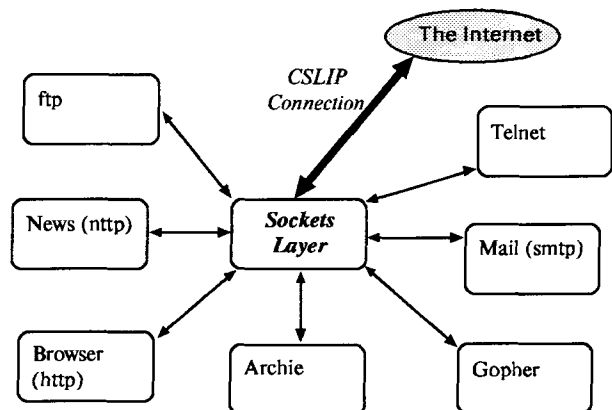 The Internet
CSLIP
Connection
ftp
Telnet
News (nttp)
Sockets
Layer
Mail (smtp)
Browser
(http)
Archie
Gopher